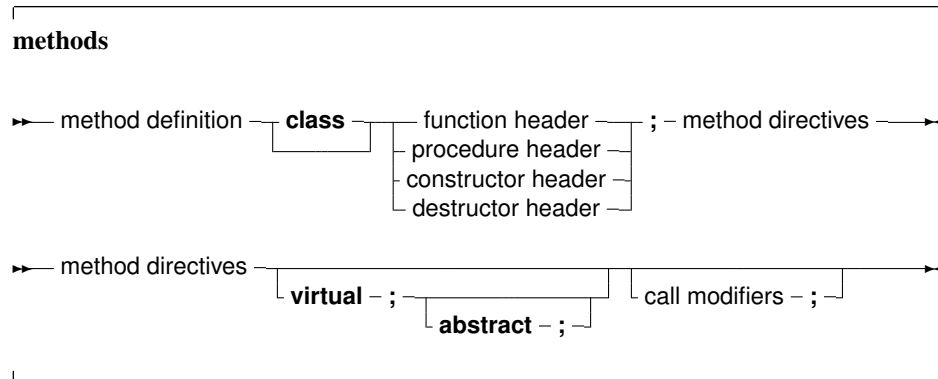 methods
method definition class function header ; method directives
procedure header
constructor header
destructor header
method directives virtual ; abstract ; call modifiers ;